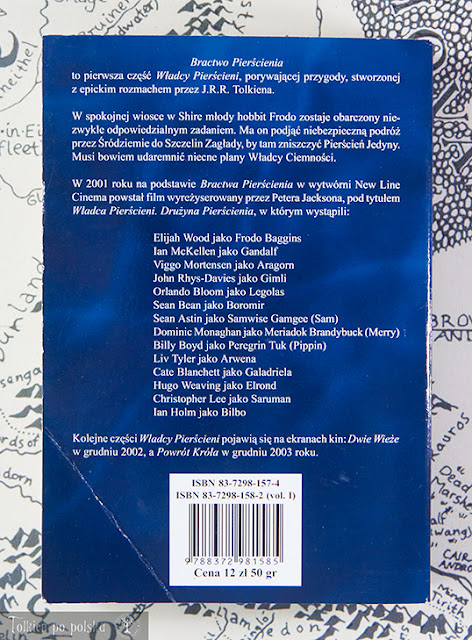 Bractwo Pierścienia
to pierwsza część Władcy Pierścieni, porywającej przygody, stworzonej
z epickim rozmachem przez J.R.R. Tolkiena.
W spokojnej wiosce w Shire młody hobbit Frodo zostaje obarczony nie-
zwykle odpowiedzialnym zadaniem. Ma on podjąć niebezpieczną podróż
przez Śródziemie do Szczelin Zagłady, by tam zniszczyć Pierścień Jedyny.
Musi bowiem udaremnić niecne plany Władcy Ciemności.
W 2001 roku na podstawie Bractwa Pierścienia w wytwórni New Line
Cinema powstał film wyreżyserowany przez Petera Jacksona, pod tytułem
Władca Pierścieni. Drużyna Pierścienia, w którym wystąpili:
Elijah Wood jako Frodo Baggins
Ian McKellen jako Gandalf
Viggo Mortensen jako Aragorn
John Rhys-Davies jako Gimli
Orlando Bloom jako Legolas
Sean Bean jako Boromir
Sean Astin jako Samwise Gamgee (Sam)
Dominic Monaghan jako Meriadok Brandybuck (Merry)
Billy Boyd jako Peregrin Tuk (Pippin)
Liv Tyler jako Arwena
Cate Blanchett jako Galadriela
Hugo Weaving jako Elrond
Christopher Lee jako Saruman
Ian Holm jako Bilbo
Kolejne części Władcy Pierścieni pojawią się na ekranach kin: Dwie Wieże
w grudniu 2002, a Powrót Króla w grudniu 2003 roku.
ISBN 83-7298-157-4
ISBN 83-7298-158-2 (vol. I)
9 788372 981585
Cena 12 zł 50 gr
Tolkien po polsku